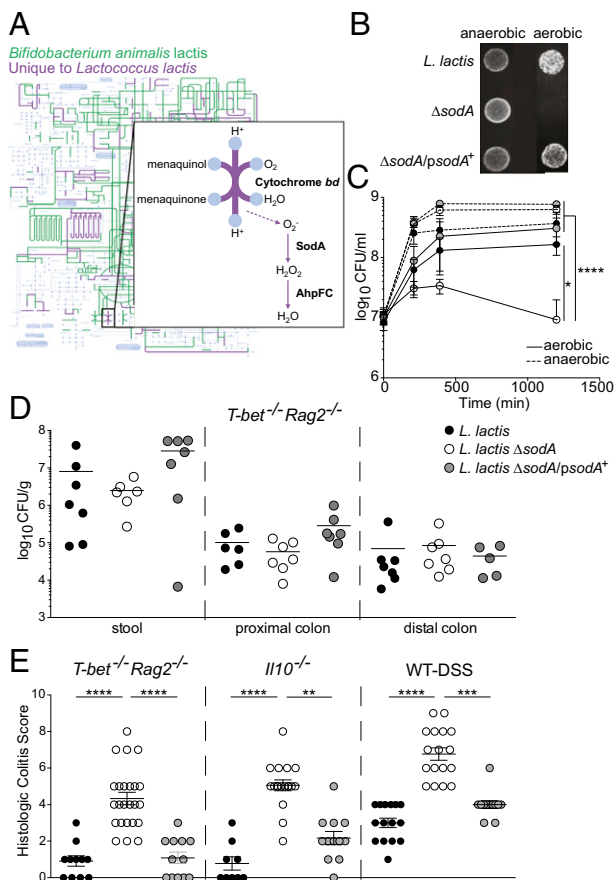 A
Bifidobacterium animalis lactis
Unique to Lactococcus lactis
H⁺
menaquinol
O₂
Cytochrome bd
menaquinone
H₂O
H⁺
O₂⁻
SodA
H₂O₂
AhpFC
H₂O
B
anaerobic aerobic
L. lactis
ΔsodA
ΔsodA/psodA⁺
C
log₁₀ CFU/ml
9
8
7
6
0 500 1000 1500
Time (min)
*
****
aerobic
anaerobic
D
T-bet⁻/⁻Rag2⁻/⁻
L. lactis
L. lactis ΔsodA
L. lactis ΔsodA/psodA⁺
log₁₀ CFU/g
8
7
6
5
4
3
stool proximal colon distal colon
E
T-bet⁻/⁻Rag2⁻/⁻ Il10⁻/⁻ WT-DSS
**** **** **** ** **** ***
Histologic Colitis Score
10
8
6
4
2
0